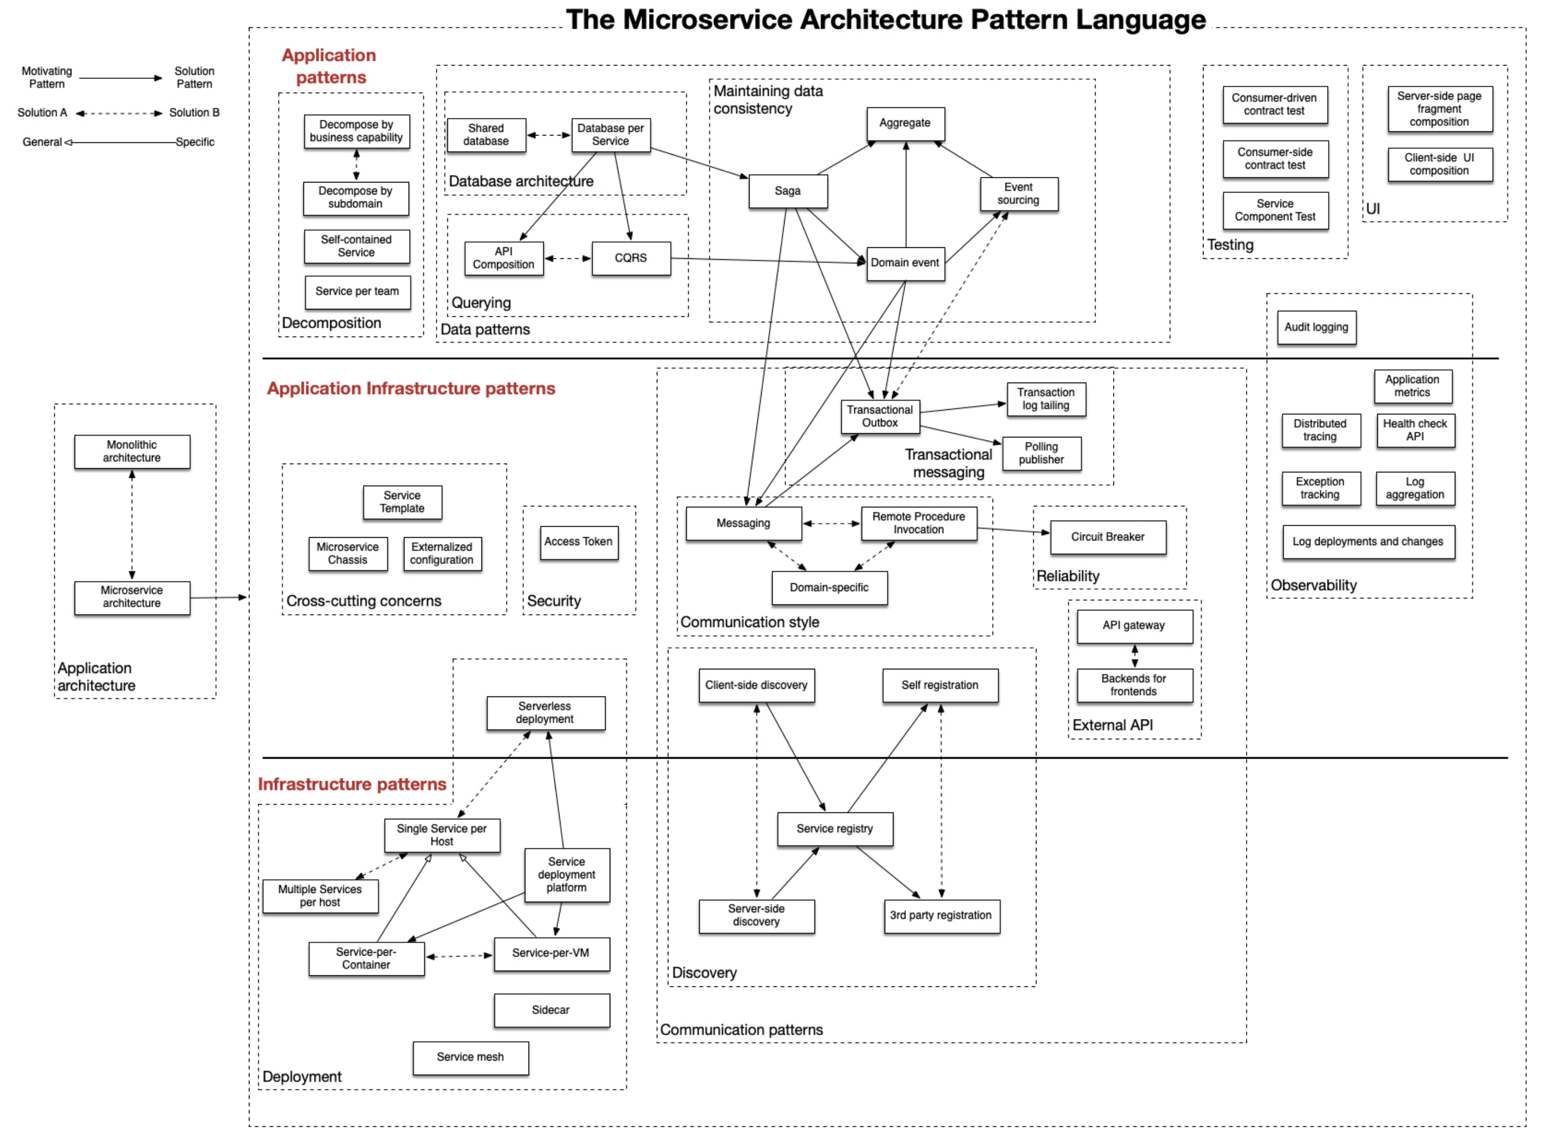 The Microservice Architecture Pattern Language
Motivating
Pattern
Solution
Pattern
Solution A
Solution B
General
Specific
Application
patterns
Decompose by
business capability
Decompose by
subdomain
Self-contained
Service
Service per team
Decomposition
Shared
database
Database per
Service
Database architecture
API
Composition
CQRS
Querying
Data patterns
Maintaining data
consistency
Aggregate
Saga
Event
sourcing
Domain event
Consumer-driven
contract test
Consumer-side
contract test
Service
Component Test
Testing
Server-side page
fragment
composition
Client-side UI
composition
UI
Application Infrastructure patterns
Monolithic
architecture
Microservice
architecture
Application
architecture
Service
Template
Microservice
Chassis
Externalized
configuration
Cross-cutting concerns
Access Token
Security
Transactional
Outbox
Transaction
log tailing
Polling
publisher
Transactional
messaging
Messaging
Remote Procedure
Invocation
Domain-specific
Communication style
Circuit Breaker
Reliability
API gateway
Backends for
frontends
External API
Audit logging
Application
metrics
Distributed
tracing
Health check
API
Exception
tracking
Log
aggregation
Log deployments and changes
Observability
Client-side discovery
Self registration
Service registry
Server-side
discovery
3rd party registration
Discovery
Communication patterns
Infrastructure patterns
Serverless
deployment
Single Service per
Host
Multiple Services
per host
Service
deployment
platform
Service-per-
Container
Service-per-VM
Sidecar
Service mesh
Deployment